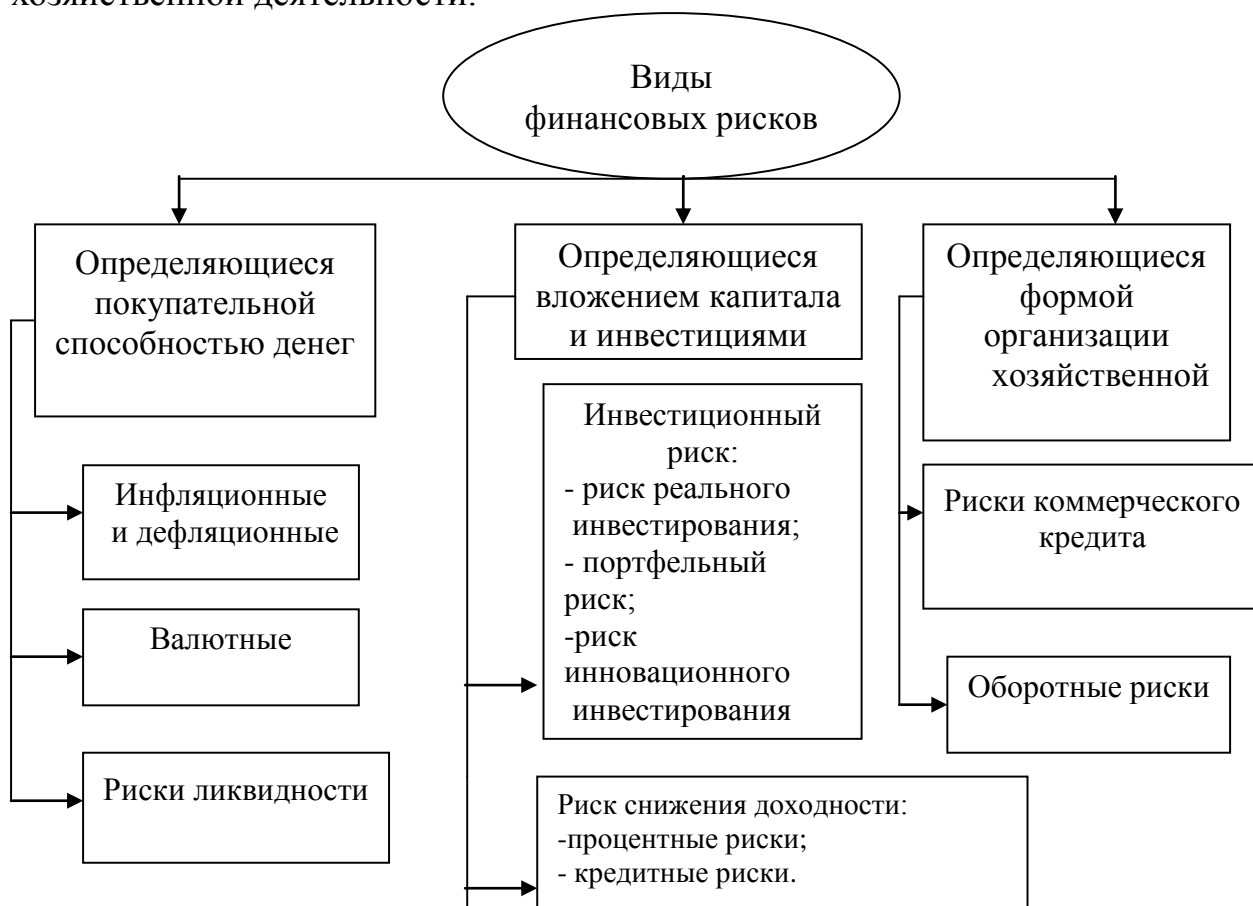 хозяйственной деятельности.
Виды
финансовых рисков
Определяющиеся
покупательной
способностью денег
Инфляционные
и дефляционные
Валютные
Риски ликвидности
Определяющиеся
вложением капитала
и инвестициями
Инвестиционный
риск:
- риск реального
инвестирования;
- портфельный
риск;
-риск
инновационного
инвестирования
Риск снижения доходности:
-процентные риски;
- кредитные риски.
Определяющиеся
формой
организации
хозяйственной
Риски коммерческого
кредита
Оборотные риски